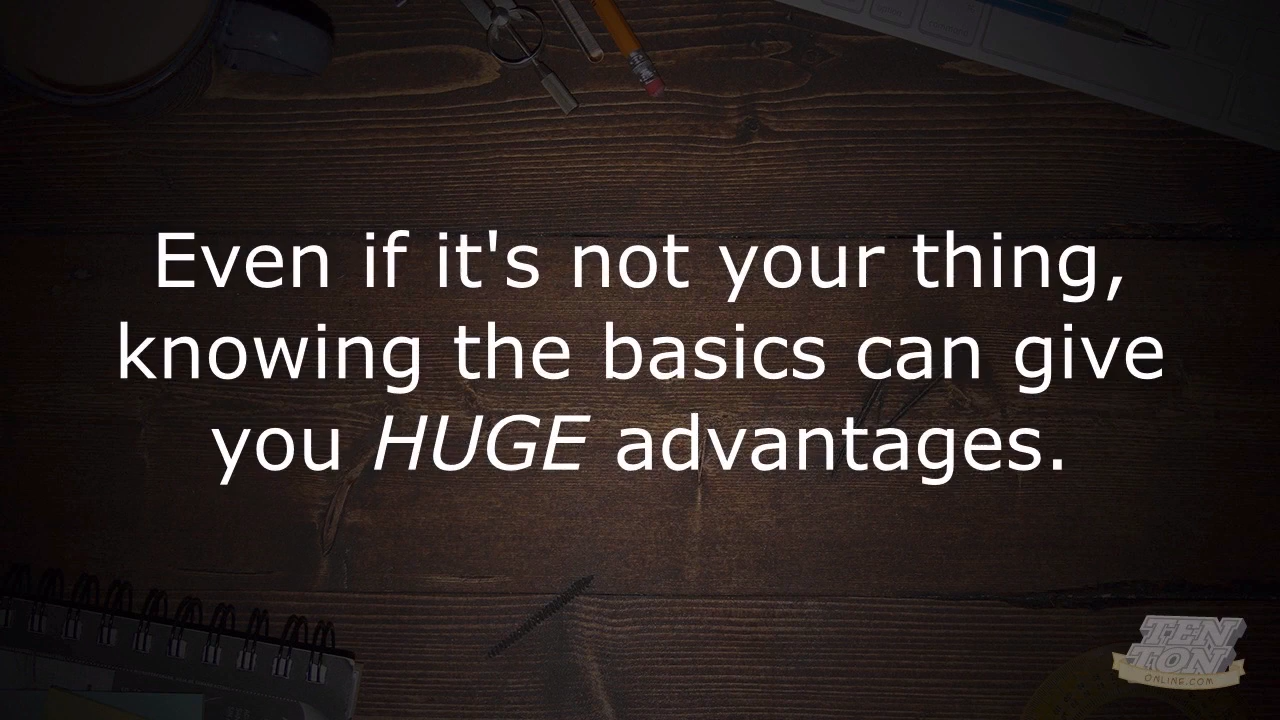 Even if it's not your thing,
knowing the basics can give
you HUGE advantages.
TEN
TON
ONLINE.COM